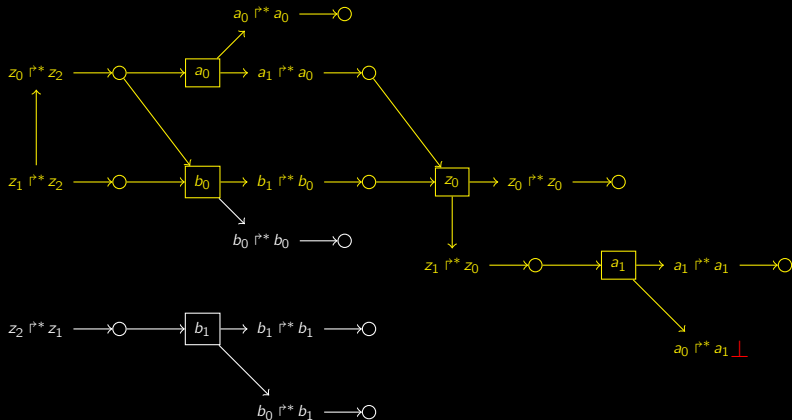 a₀ ↱* a₀
z₀ ↱* z₂ a₀ a₁ ↱* a₀
z₁ ↱* z₂ b₀ b₁ ↱* b₀ z₀ z₀ ↱* z₀
b₀ ↱* b₀
z₁ ↱* z₀ a₁ a₁ ↱* a₁
z₂ ↱* z₁ b₁ b₁ ↱* b₁
a₀ ↱* a₁ ⊥
b₀ ↱* b₁